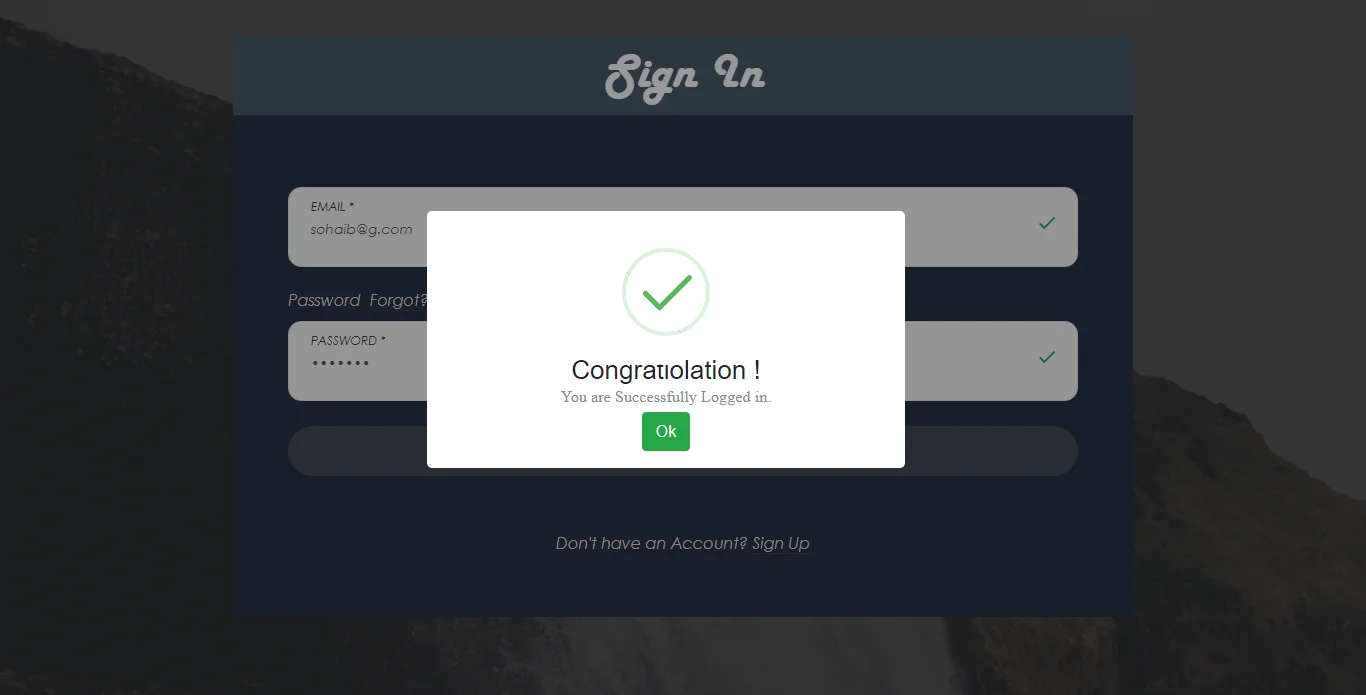 Sign In
EMAIL *
sohaib@g.com
Password Forgot?
PASSWORD *
•••••••
Congratıolation !
You are Successfully Logged in.
Ok
Don't have an Account? Sign Up